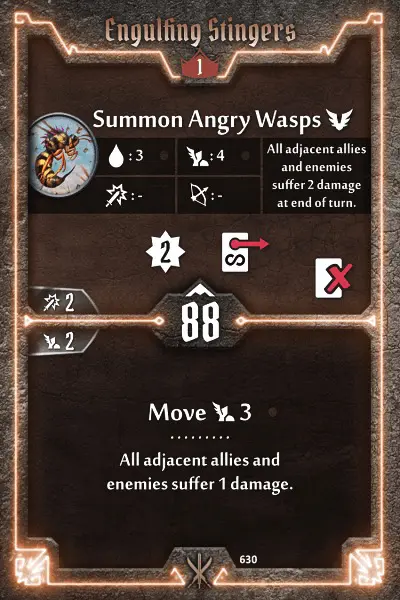 Engulfing Stingers
1
Summon Angry Wasps
: 3
: 4
All adjacent allies
and enemies
suffer 2 damage
at end of turn.
: -
: -
2
S
2
88
2
Move 3
All adjacent allies and
enemies suffer 1 damage.
630